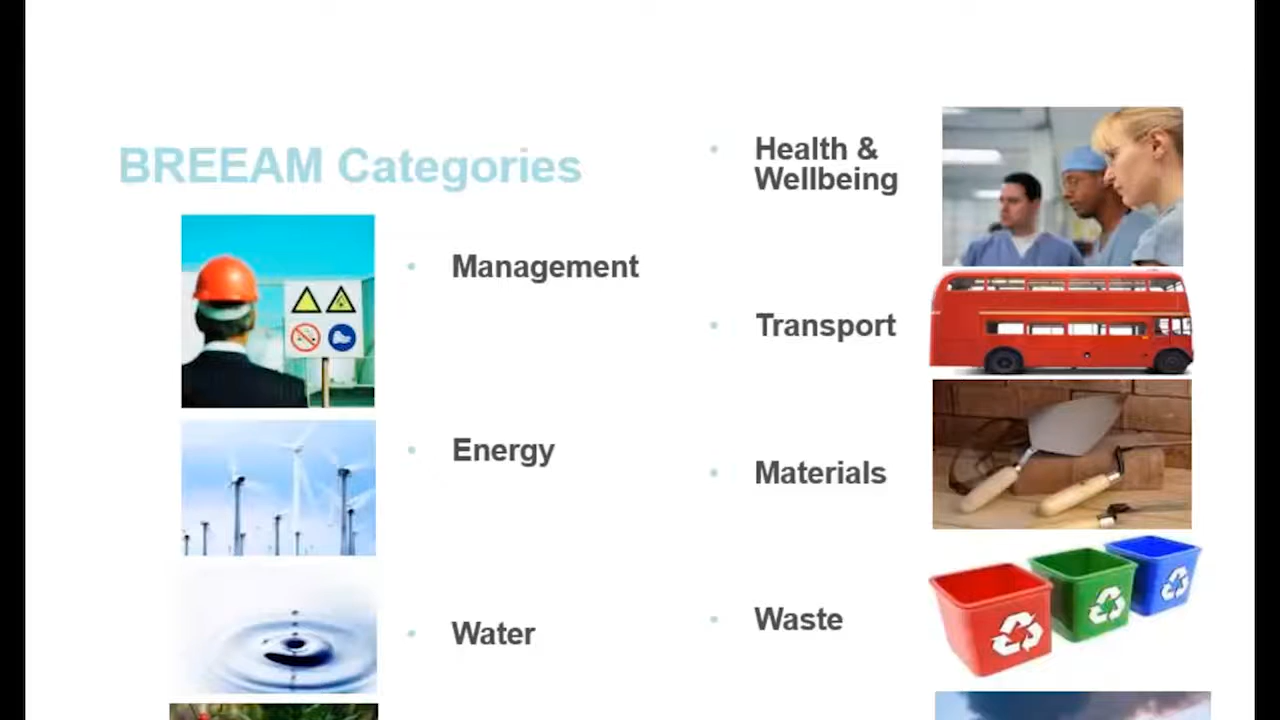 BREEAM Categories
• Management
• Energy
• Water
• Health &
Wellbeing
• Transport
• Materials
• Waste